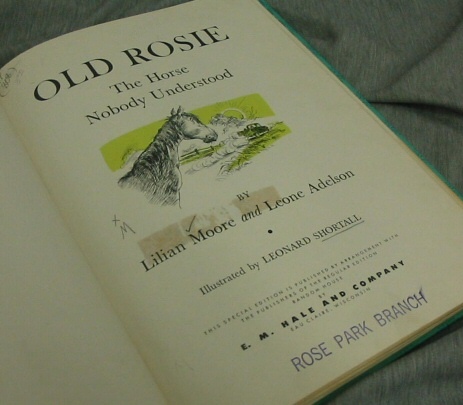 OLD ROSIE
The Horse
Nobody Understood
BY
Lilian Moore and Leone Adelson
Illustrated by LEONARD SHORTALL
THIS SPECIAL EDITION IS PUBLISHED BY ARRANGEMENT WITH
THE PUBLISHERS OF THE REGULAR EDITION
RANDOM HOUSE
BY
E. M. HALE AND COMPANY
EAU CLAIRE, WISCONSIN
ROSE PARK BRANCH